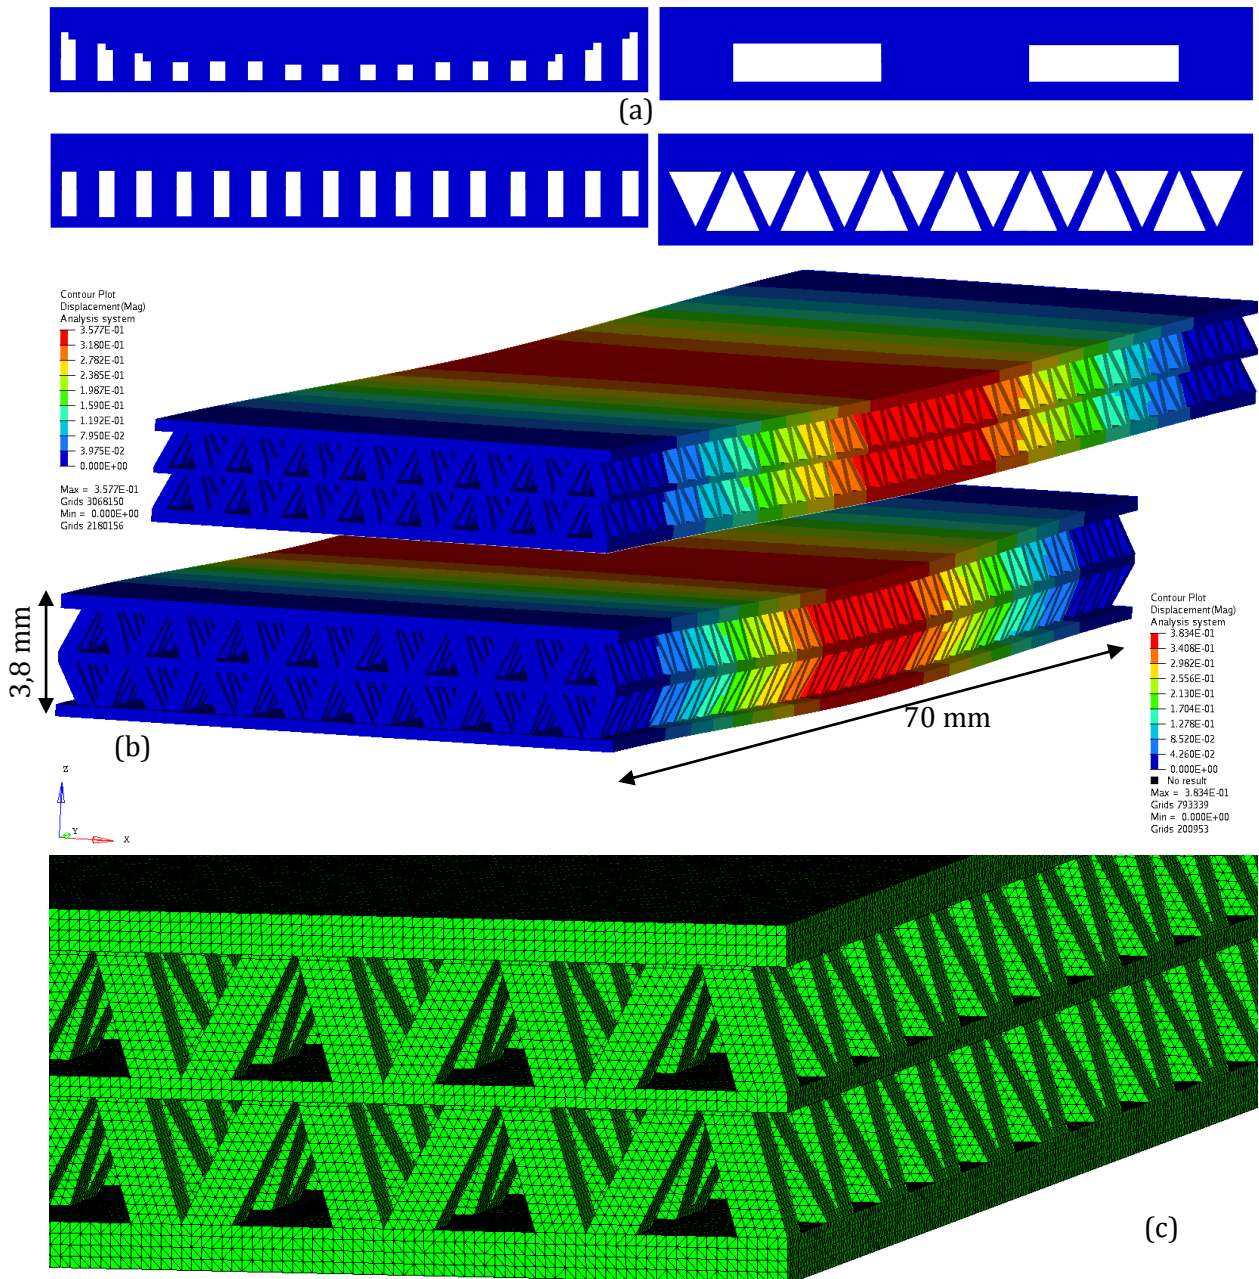 (a)
Contour Plot
Displacement(Mag)
Analysis system
3.577E-01
3.180E-01
2.782E-01
2.385E-01
1.987E-01
1.590E-01
1.192E-01
7.950E-02
3.975E-02
0.000E+00
Max = 3.577E-01
Grids 3068150
Min = 0.000E+00
Grids 2180156
3,8 mm
70 mm
(b)
Contour Plot
Displacement(Mag)
Analysis system
3.834E-01
3.408E-01
2.982E-01
2.556E-01
2.130E-01
1.704E-01
1.278E-01
8.520E-02
4.260E-02
0.000E+00
No result
Max = 3.834E-01
Grids 793339
Min = 0.000E+00
Grids 200953
Z
Y
X
(c)